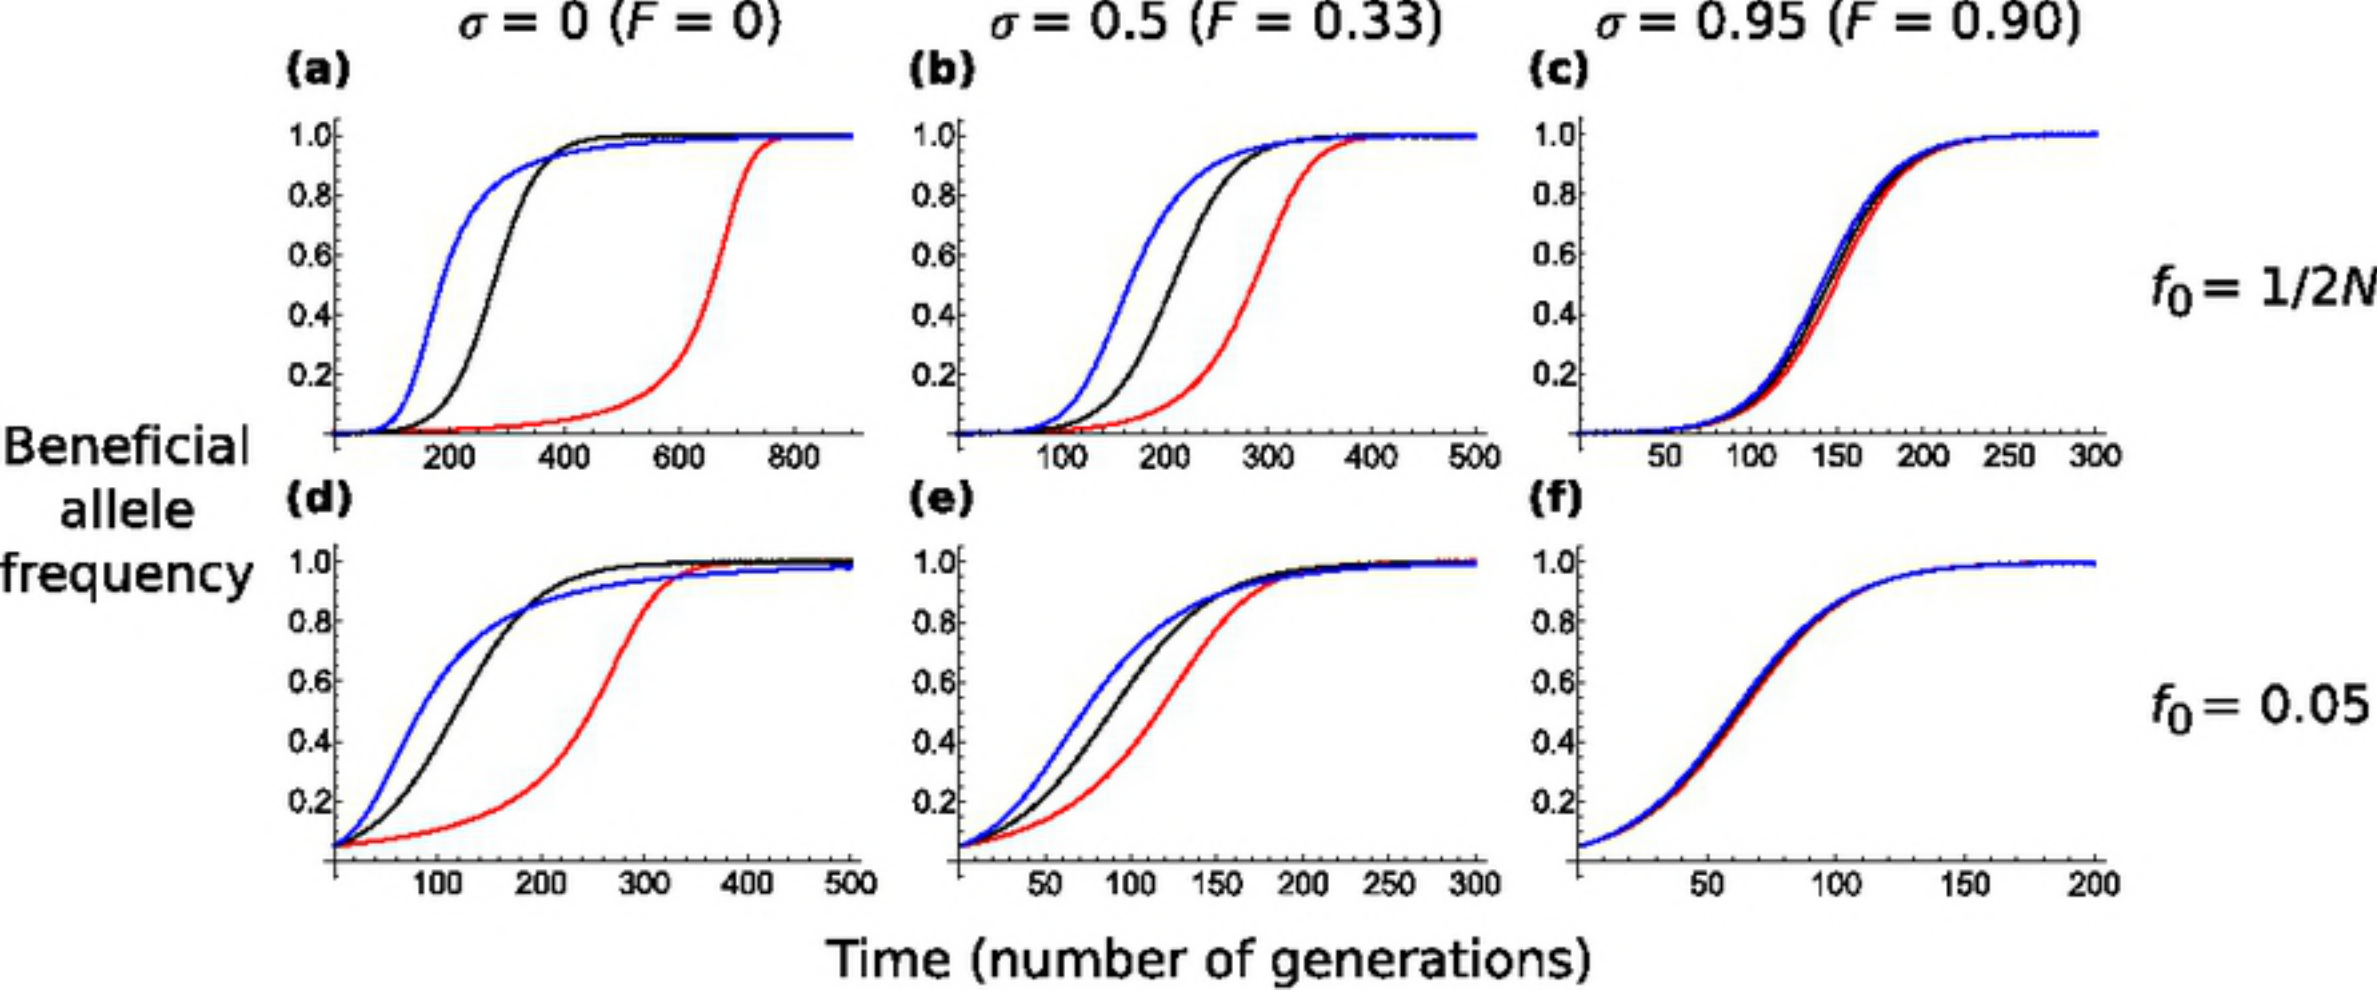 σ = 0 (F = 0) σ = 0.5 (F = 0.33) σ = 0.95 (F = 0.90)
(a) (b) (c)
1.0 1.0 1.0
0.8 0.8 0.8
0.6 0.6 0.6
0.4 0.4 0.4
0.2 0.2 0.2
200 400 600 800 100 200 300 400 500 50 100 150 200 250 300
f0 = 1/2N
Beneficial
allele
frequency
(d) (e) (f)
1.0 1.0 1.0
0.8 0.8 0.8
0.6 0.6 0.6
0.4 0.4 0.4
0.2 0.2 0.2
100 200 300 400 500 50 100 150 200 250 300 50 100 150 200
f0 = 0.05
Time (number of generations)